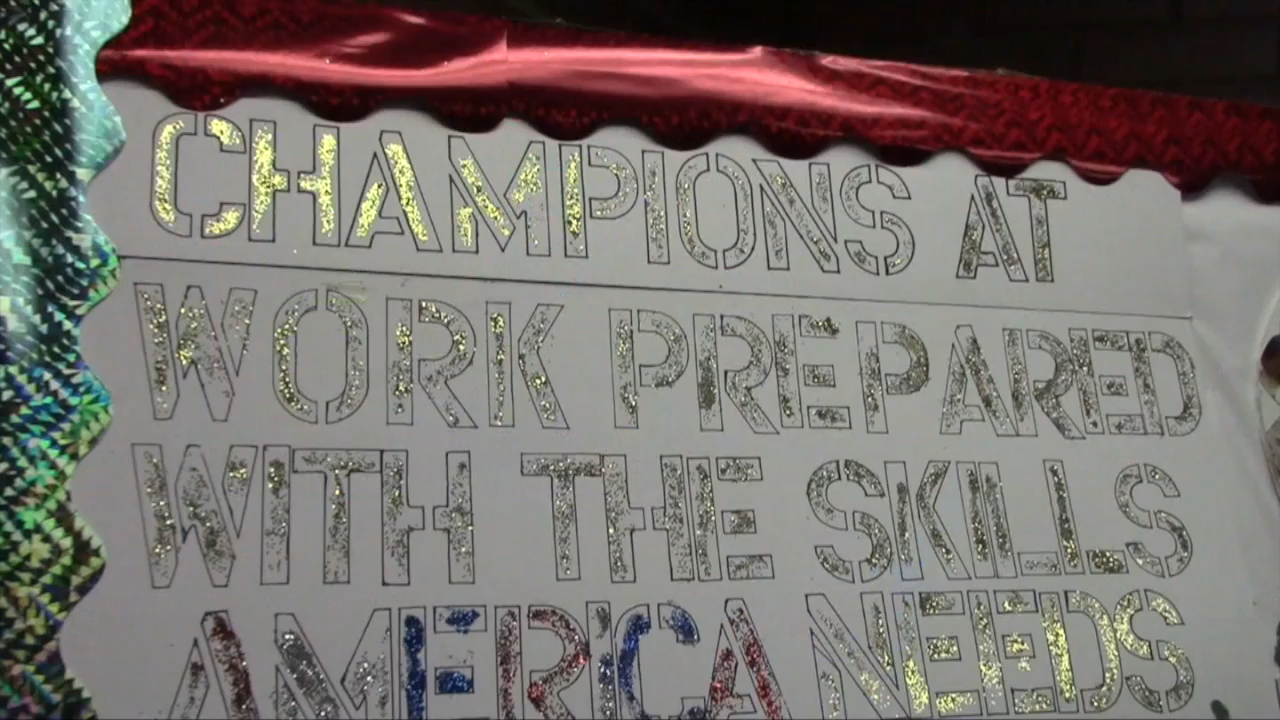 CHAMPIONS AT
WORK PREPARED
WITH THE SKILLS
AMERICA NEEDS